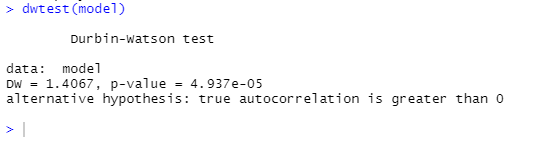 > dwtest(model)
Durbin-Watson test
data:  model
DW = 1.4067, p-value = 4.937e-05
alternative hypothesis: true autocorrelation is greater than 0
>